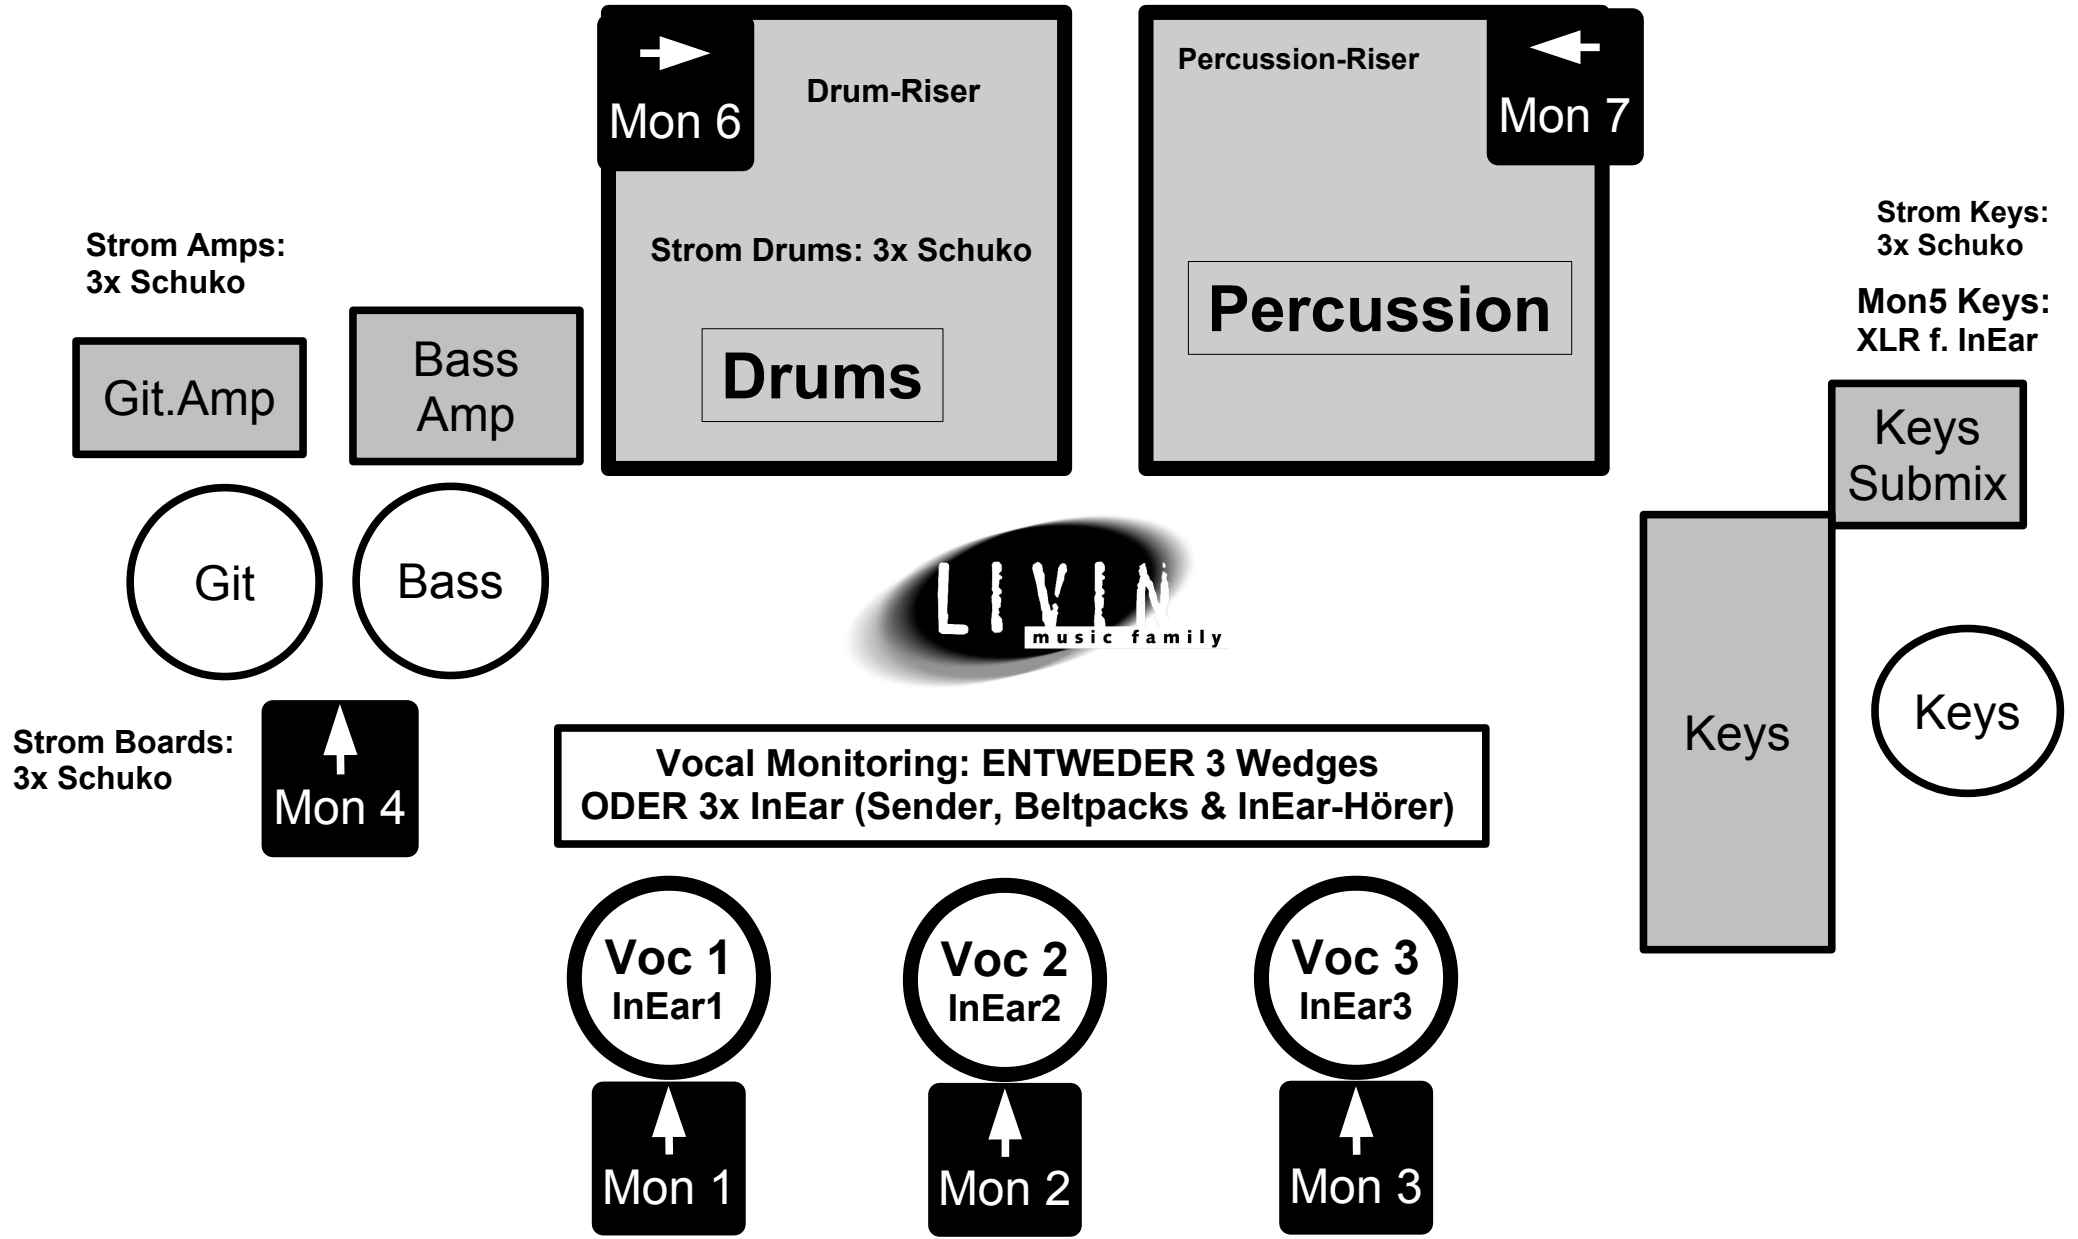 Mon 6
Drum-Riser
Strom Drums: 3x Schuko
Drums
Percussion-Riser
Mon 7
Percussion
Strom Amps:
3x Schuko
Git.Amp
Bass
Amp
Git
Bass
Strom Keys:
3x Schuko
Mon5 Keys:
XLR f. InEar
Keys
Submix
Keys
Keys
LIVIN
music family
Strom Boards:
3x Schuko
Mon 4
Vocal Monitoring: ENTWEDER 3 Wedges
ODER 3x InEar (Sender, Beltpacks & InEar-Hörer)
Voc 1
InEar1
Voc 2
InEar2
Voc 3
InEar3
Mon 1
Mon 2
Mon 3